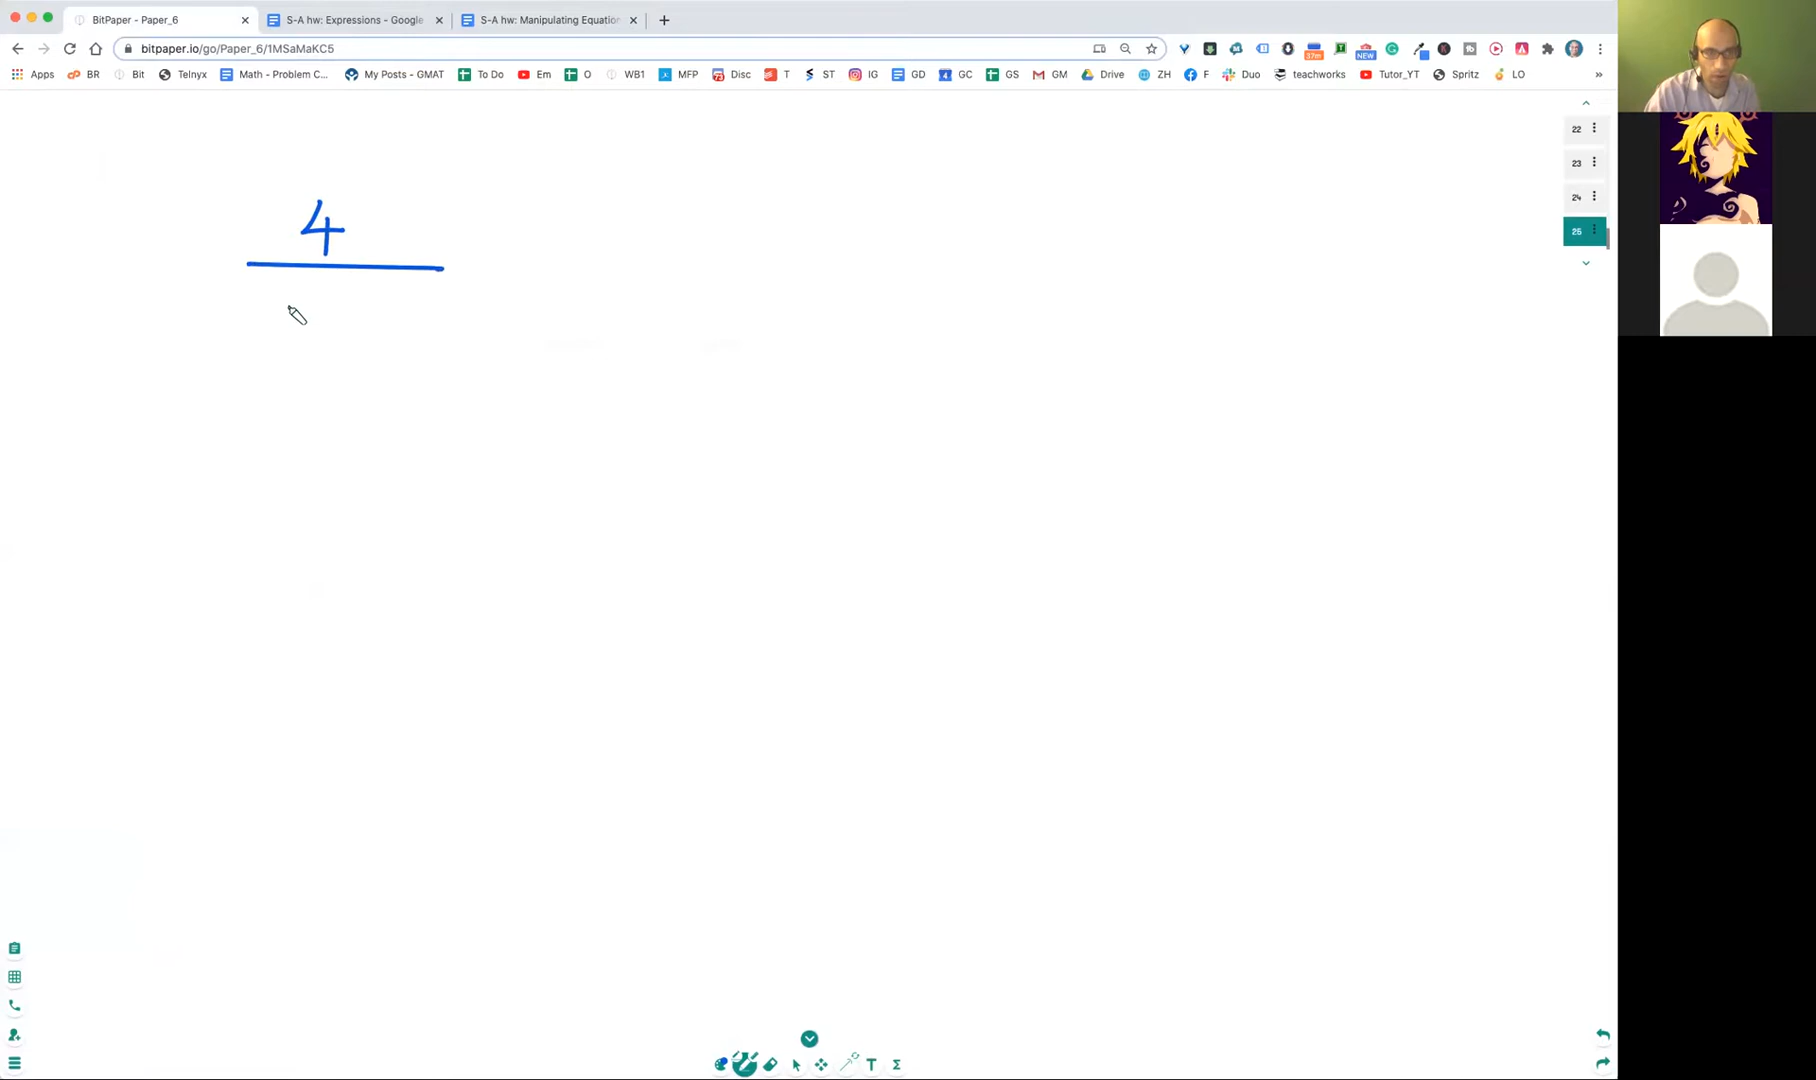 BitPaper - Paper_6
S-A hw: Expressions - Google
S-A hw: Manipulating Equation
bitpaper.io/go/Paper_6/1MSaMaKC5
37m
NEW
Apps BR Bit Telnyx Math - Problem C... My Posts - GMAT To Do Em O WB1 MFP Disc T ST IG GD GC GS GM Drive ZH F Duo teachworks Tutor_YT Spritz LO »
22
23
24
25
4
T Σ